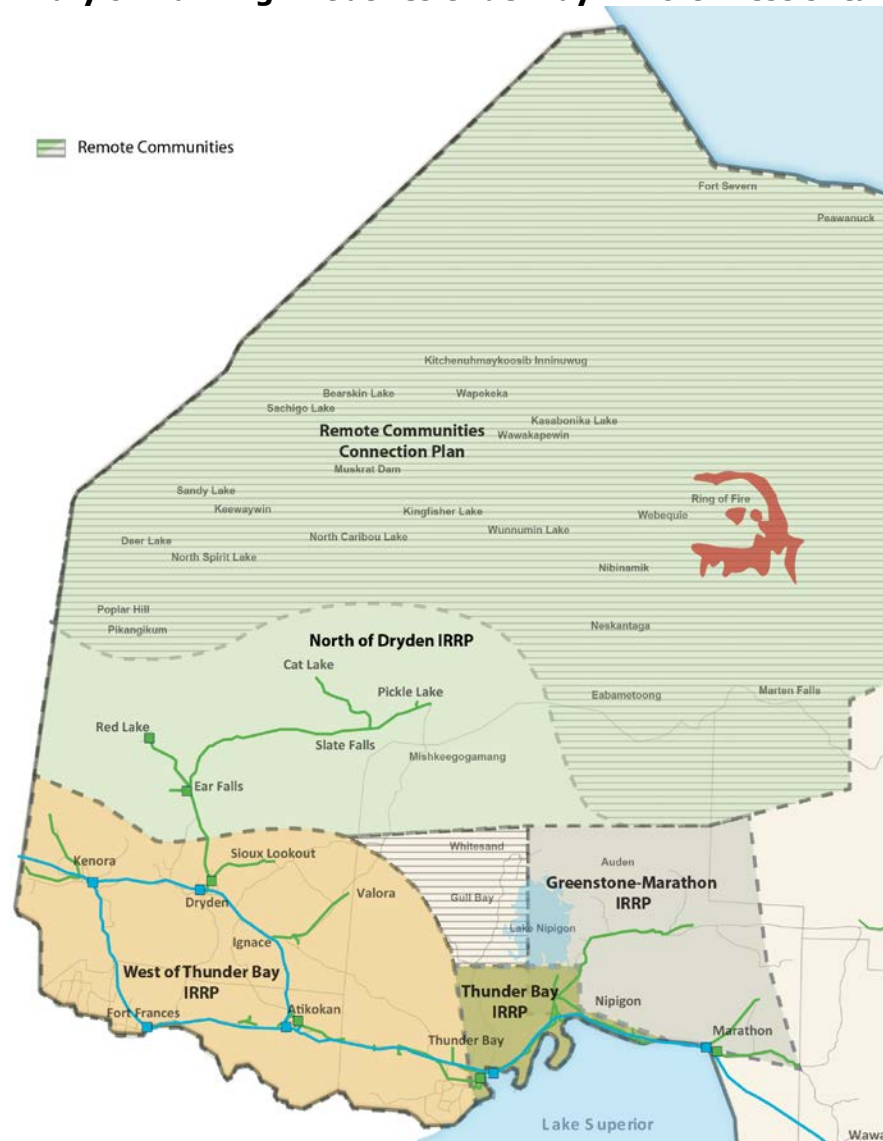 Remote Communities
Fort Severn
Peawanuck
Kitchenuhmaykoosib Inninuwug
Bearskin Lake
Wapekeka
Sachigo Lake
Kasabonika Lake
Remote Communities
Connection Plan
Wawakapewin
Muskrat Dam
Sandy Lake
Ring of Fire
Keewaywin
Kingfisher Lake
Webequie
Wunnumin Lake
Deer Lake
North Caribou Lake
North Spirit Lake
Nibinamik
Poplar Hill
Pikangikum
Neskantaga
North of Dryden IRRP
Cat Lake
Pickle Lake
Eabametoong
Marten Falls
Red Lake
Slate Falls
Mishkeegogamang
Ear Falls
Whitesand
Sioux Lookout
Kenora
Auden
Greenstone-Marathon
IRRP
Valora
Gull Bay
Dryden
Lake Nipigon
Ignace
West of Thunder Bay
IRRP
Thunder Bay
IRRP
Nipigon
Fort Frances
Atikokan
Marathon
Thunder Bay
Lake Superior
Wawa